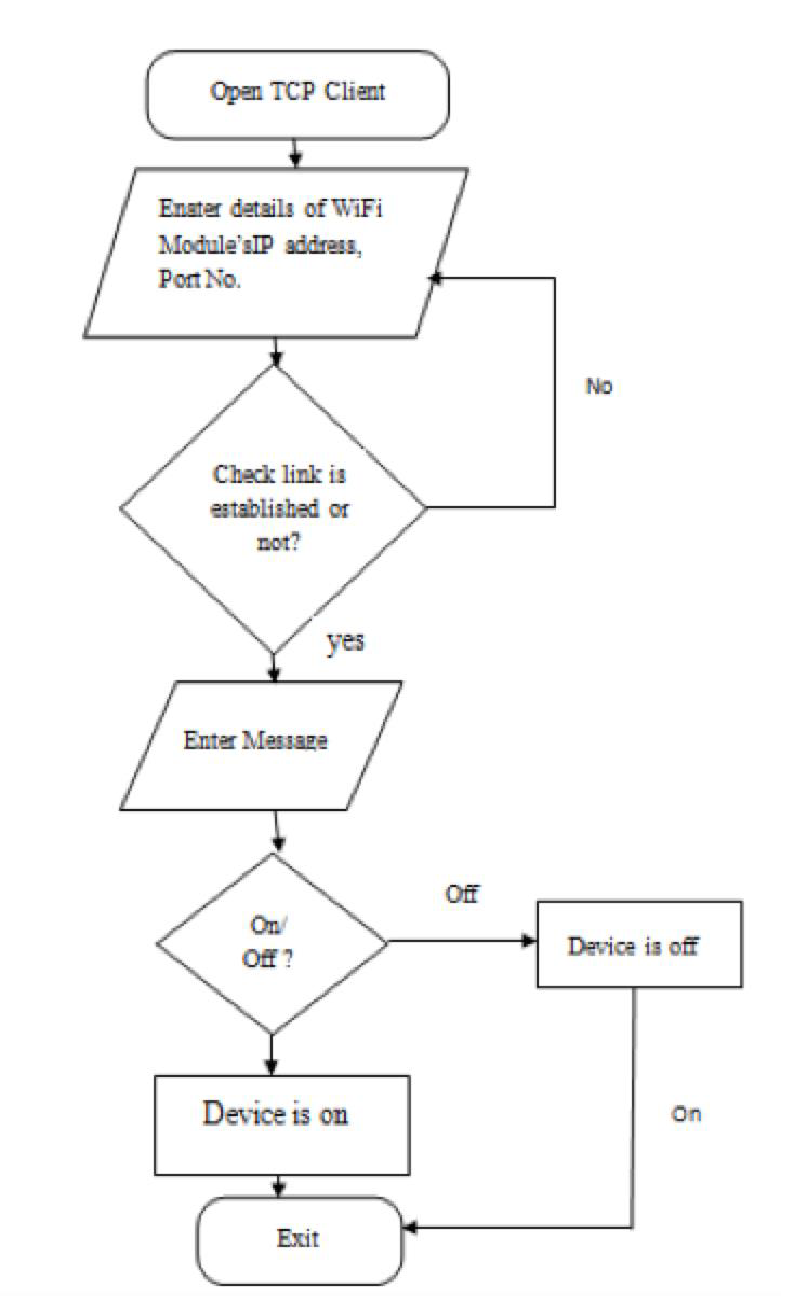 Open TCP Client
Enater details of WiFi
Module'sIP address,
Port No.
No
Check link is
established or
not?
yes
Enter Message
Off
On/
Off ?
Device is off
Device is on
On
Exit